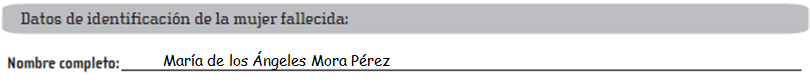 Datos de identificación de la mujer fallecida:
Nombre completo: María de los Ángeles Mora Pérez